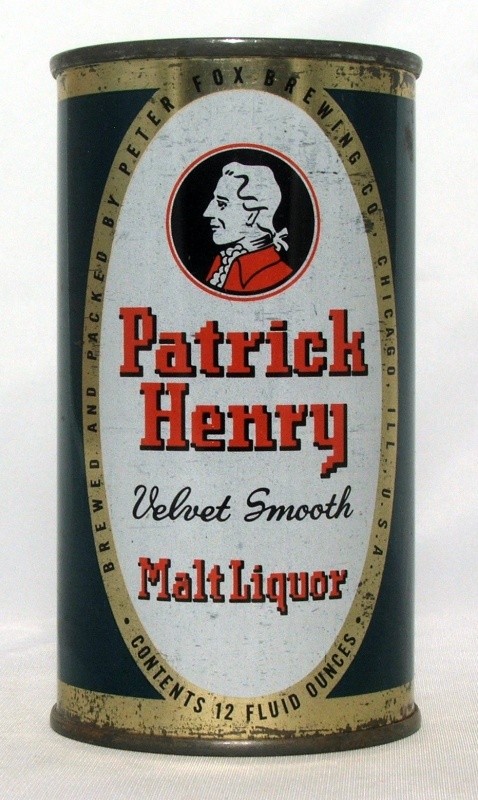 BREWED AND PACKED BY PETER FOX BREWING CO. CHICAGO, ILL. U.S.A.
Patrick
Henry
Velvet Smooth
Malt Liquor
• CONTENTS 12 FLUID OUNCES •